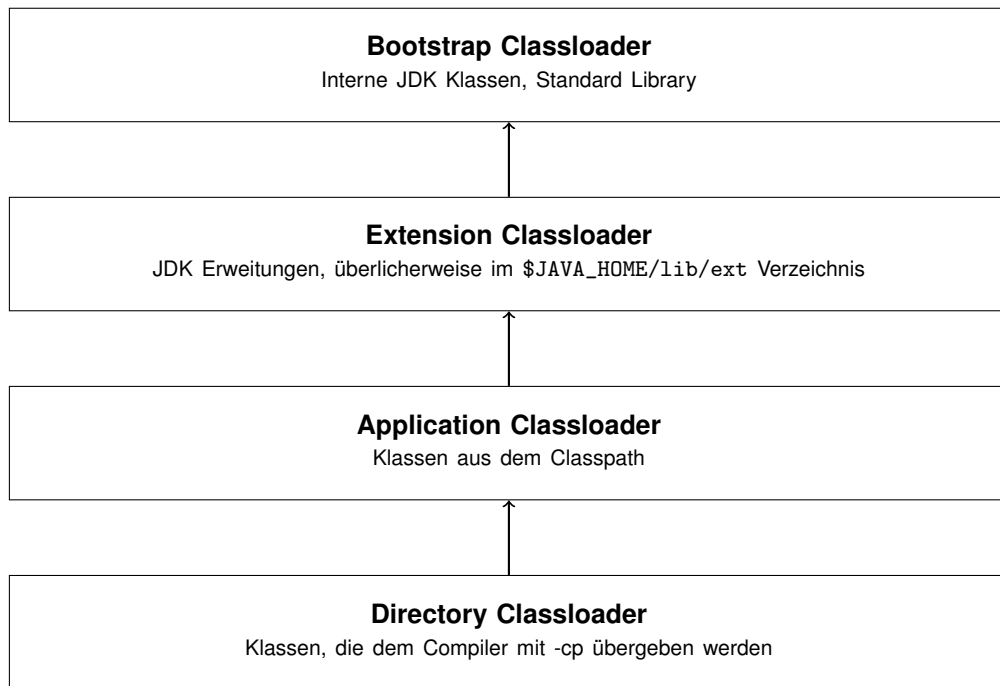 Bootstrap Classloader
Interne JDK Klassen, Standard Library
Extension Classloader
JDK Erweitungen, überlicherweise im $JAVA_HOME/lib/ext Verzeichnis
Application Classloader
Klassen aus dem Classpath
Directory Classloader
Klassen, die dem Compiler mit -cp übergeben werden